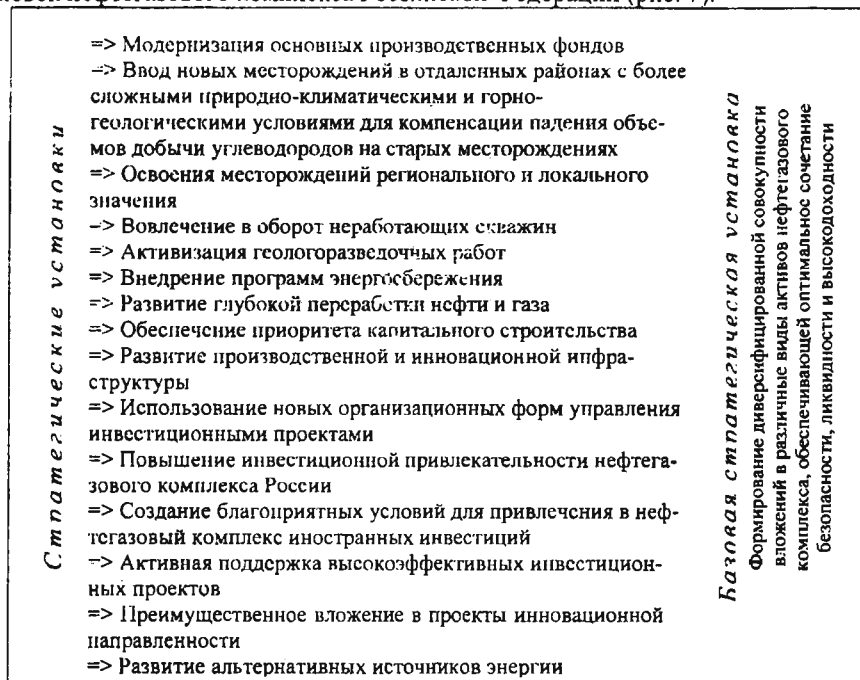 Стратегические установки
=> Модернизация основных производственных фондов
=> Ввод новых месторождений в отдаленных районах с более
сложными природно-климатическими и горно-
геологическими условиями для компенсации падения объе-
мов добычи углеводородов на старых месторождениях
=> Освоения месторождений регионального и локального
значения
=> Вовлечение в оборот неработающих скважин
=> Активизация геологоразведочных работ
=> Внедрение программ энергосбережения
=> Развитие глубокой переработки нефти и газа
=> Обеспечение приоритета капитального строительства
=> Развитие производственной и инновационной инфра-
структуры
=> Использование новых организационных форм управления
инвестиционными проектами
=> Повышение инвестиционной привлекательности нефтега-
зового комплекса России
=> Создание благоприятных условий для привлечения в неф-
тегазовый комплекс иностранных инвестиций
=> Активная поддержка высокоэффективных инвестицион-
ных проектов
=> Преимущественное вложение в проекты инновационной
направленности
=> Развитие альтернативных источников энергии
Базовая стратегическая установка
Формирование диверсифицированной совокупности
вложений в различные виды активов нефтегазового
комплекса, обеспечивающей оптимальное сочетание
безопасности, ликвидности и высокодоходности